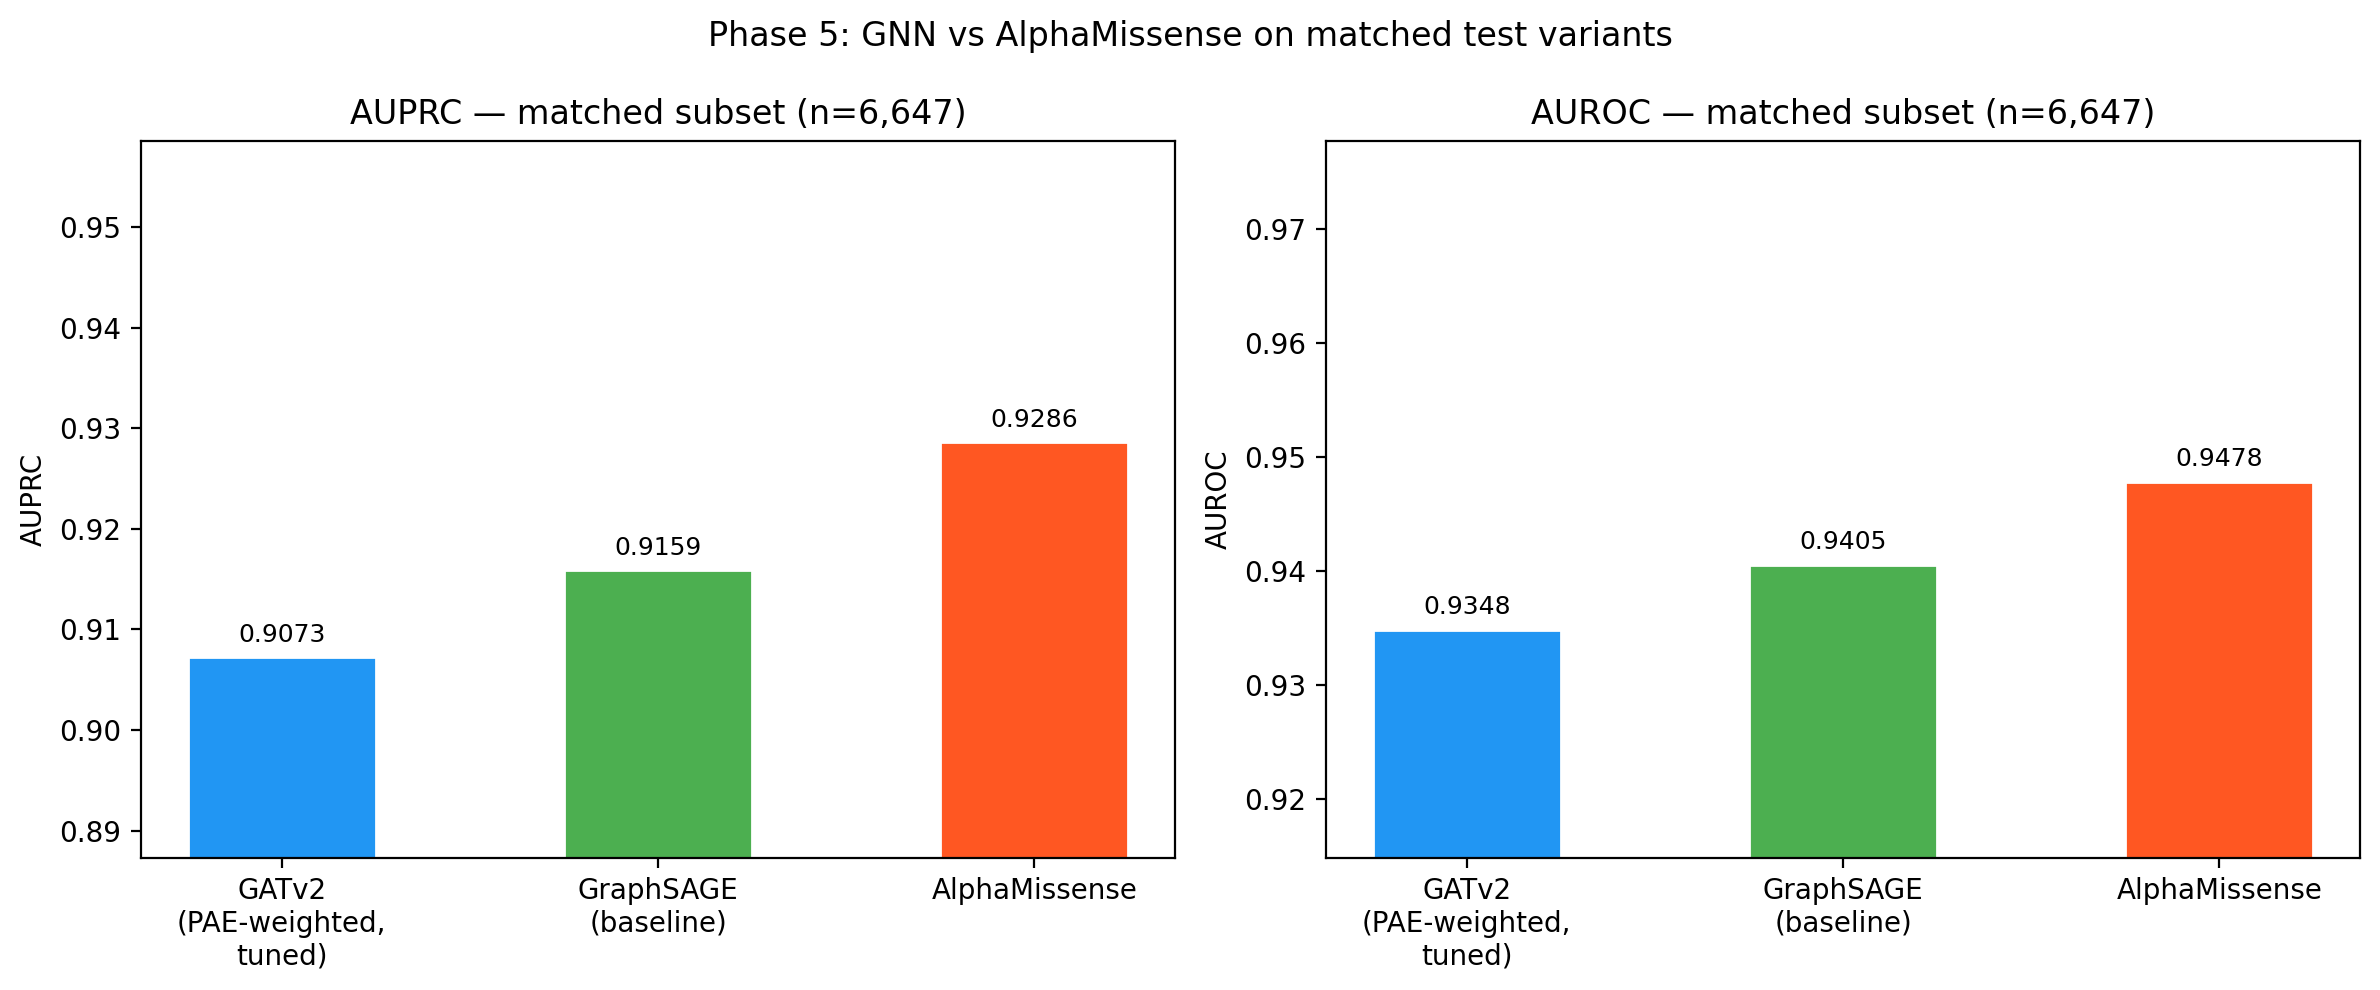 Phase 5: GNN vs AlphaMissense on matched test variants
AUPRC — matched subset (n=6,647)
AUPRC
0.95
0.94
0.93
0.92
0.91
0.90
0.89
0.9073
0.9159
0.9286
GATv2
(PAE-weighted,
tuned)
GraphSAGE
(baseline)
AlphaMissense
AUROC — matched subset (n=6,647)
AUROC
0.97
0.96
0.95
0.94
0.93
0.92
0.9348
0.9405
0.9478
GATv2
(PAE-weighted,
tuned)
GraphSAGE
(baseline)
AlphaMissense